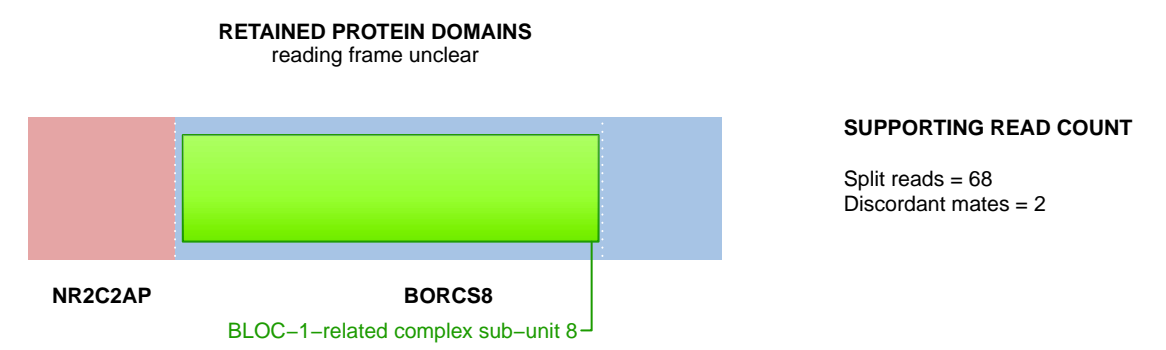 RETAINED PROTEIN DOMAINS
reading frame unclear
SUPPORTING READ COUNT
Split reads = 68
Discordant mates = 2
NR2C2AP
BORCS8
BLOC−1−related complex sub−unit 8